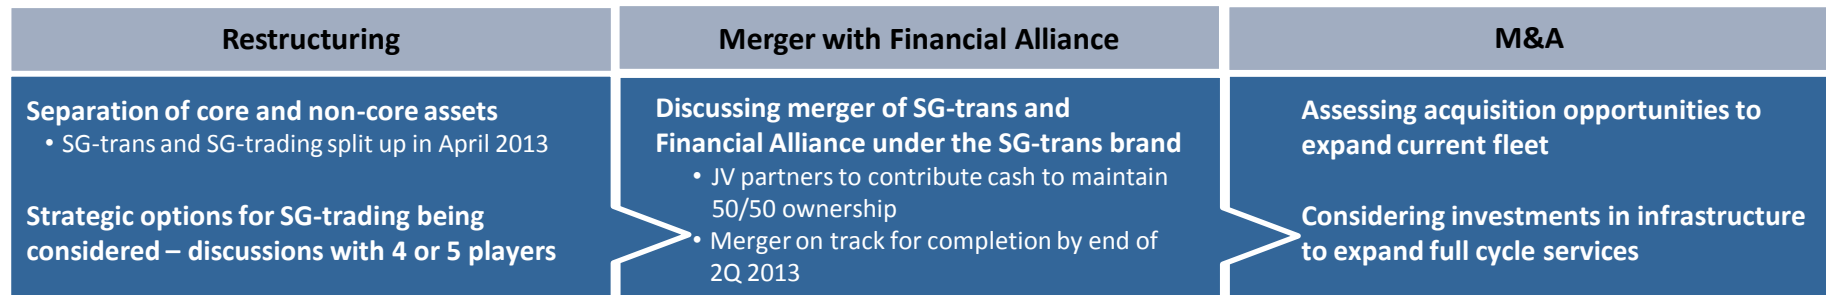 Restructuring
Separation of core and non-core assets
• SG-trans and SG-trading split up in April 2013
Strategic options for SG-trading being
considered – discussions with 4 or 5 players
Merger with Financial Alliance
Discussing merger of SG-trans and
Financial Alliance under the SG-trans brand
• JV partners to contribute cash to maintain
50/50 ownership
• Merger on track for completion by end of
2Q 2013
M&A
Assessing acquisition opportunities to
expand current fleet
Considering investments in infrastructure
to expand full cycle services